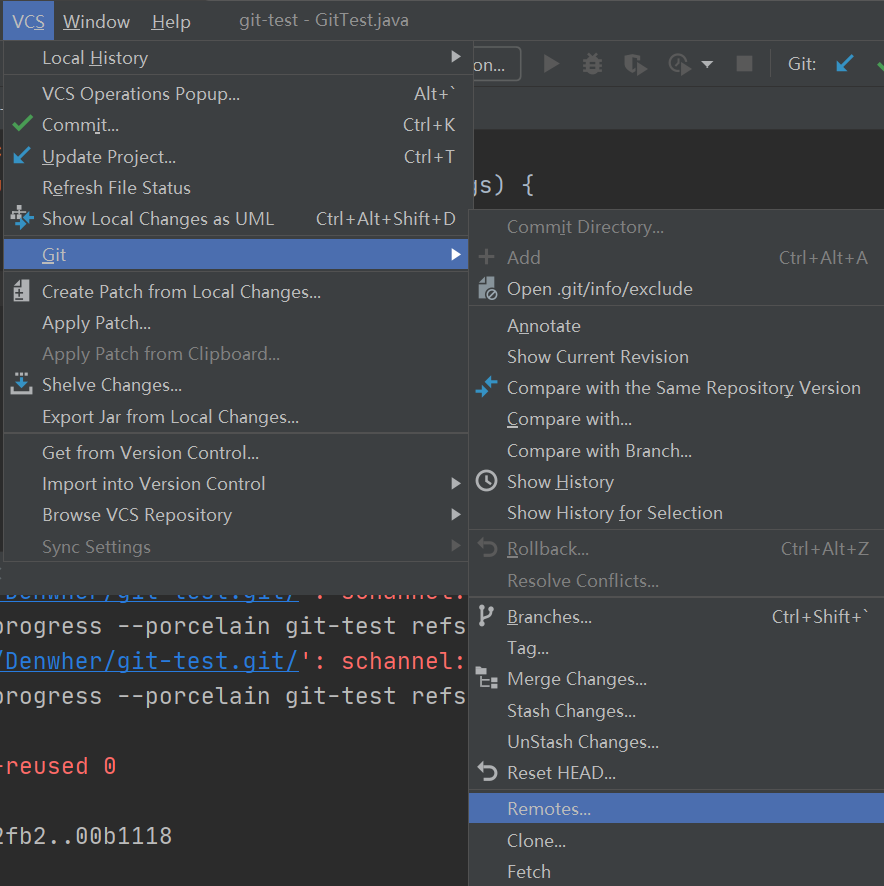 VCS Window Help git-test - GitTest.java
Local History
on... Git:
VCS Operations Popup... Alt+`
Commit... Ctrl+K
Update Project... Ctrl+T
Refresh File Status
gs) {
Show Local Changes as UML Ctrl+Alt+Shift+D
Git
Create Patch from Local Changes...
Apply Patch...
Apply Patch from Clipboard...
Shelve Changes...
Export Jar from Local Changes...
Get from Version Control...
Import into Version Control
Browse VCS Repository
Sync Settings
Commit Directory...
Add Ctrl+Alt+A
Open .git/info/exclude
Annotate
Show Current Revision
Compare with the Same Repository Version
Compare with...
Compare with Branch...
Show History
Show History for Selection
Rollback... Ctrl+Alt+Z
Resolve Conflicts...
Branches... Ctrl+Shift+`
Tag...
Merge Changes...
Stash Changes...
UnStash Changes...
Reset HEAD...
Remotes...
Clone...
Fetch
/Denwher/git-test.git/': schannel:
progress --porcelain git-test refs
/Denwher/git-test.git/': schannel:
progress --porcelain git-test refs
-reused 0
2fb2..00b1118